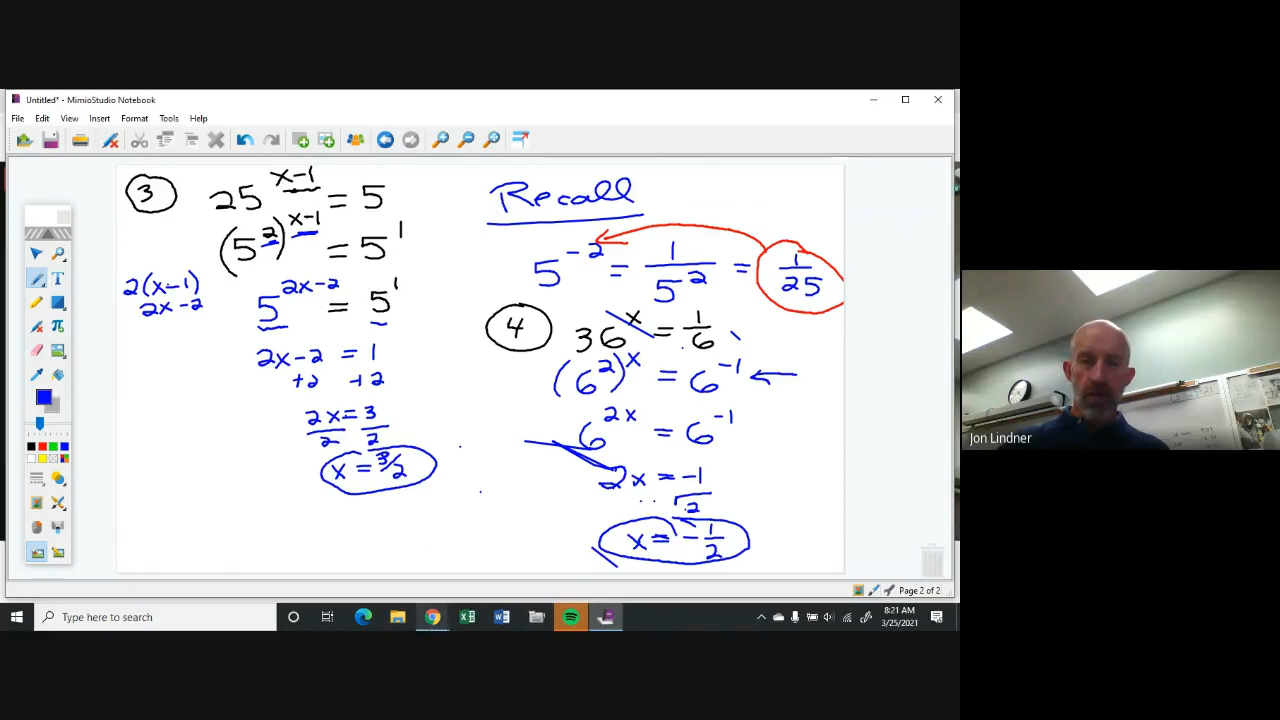 Untitled* - MimioStudio Notebook
File Edit View Insert Format Tools Help
3
25^(x-1) = 5
(5^2)^(x-1) = 5^1
2(x-1)
2x-2
5^(2x-2) = 5^1
2x-2 = 1
+2 +2
2x = 3
2 2
x = 3/2
Recall
5^-2 = 1/5^2 = 1/25
4
36^x = 1/6
(6^2)^x = 6^-1
6^2x = 6^-1
2x = -1
2
x = -1/2
Jon Lindner
Page 2 of 2
Type here to search
8:21 AM
3/25/2021